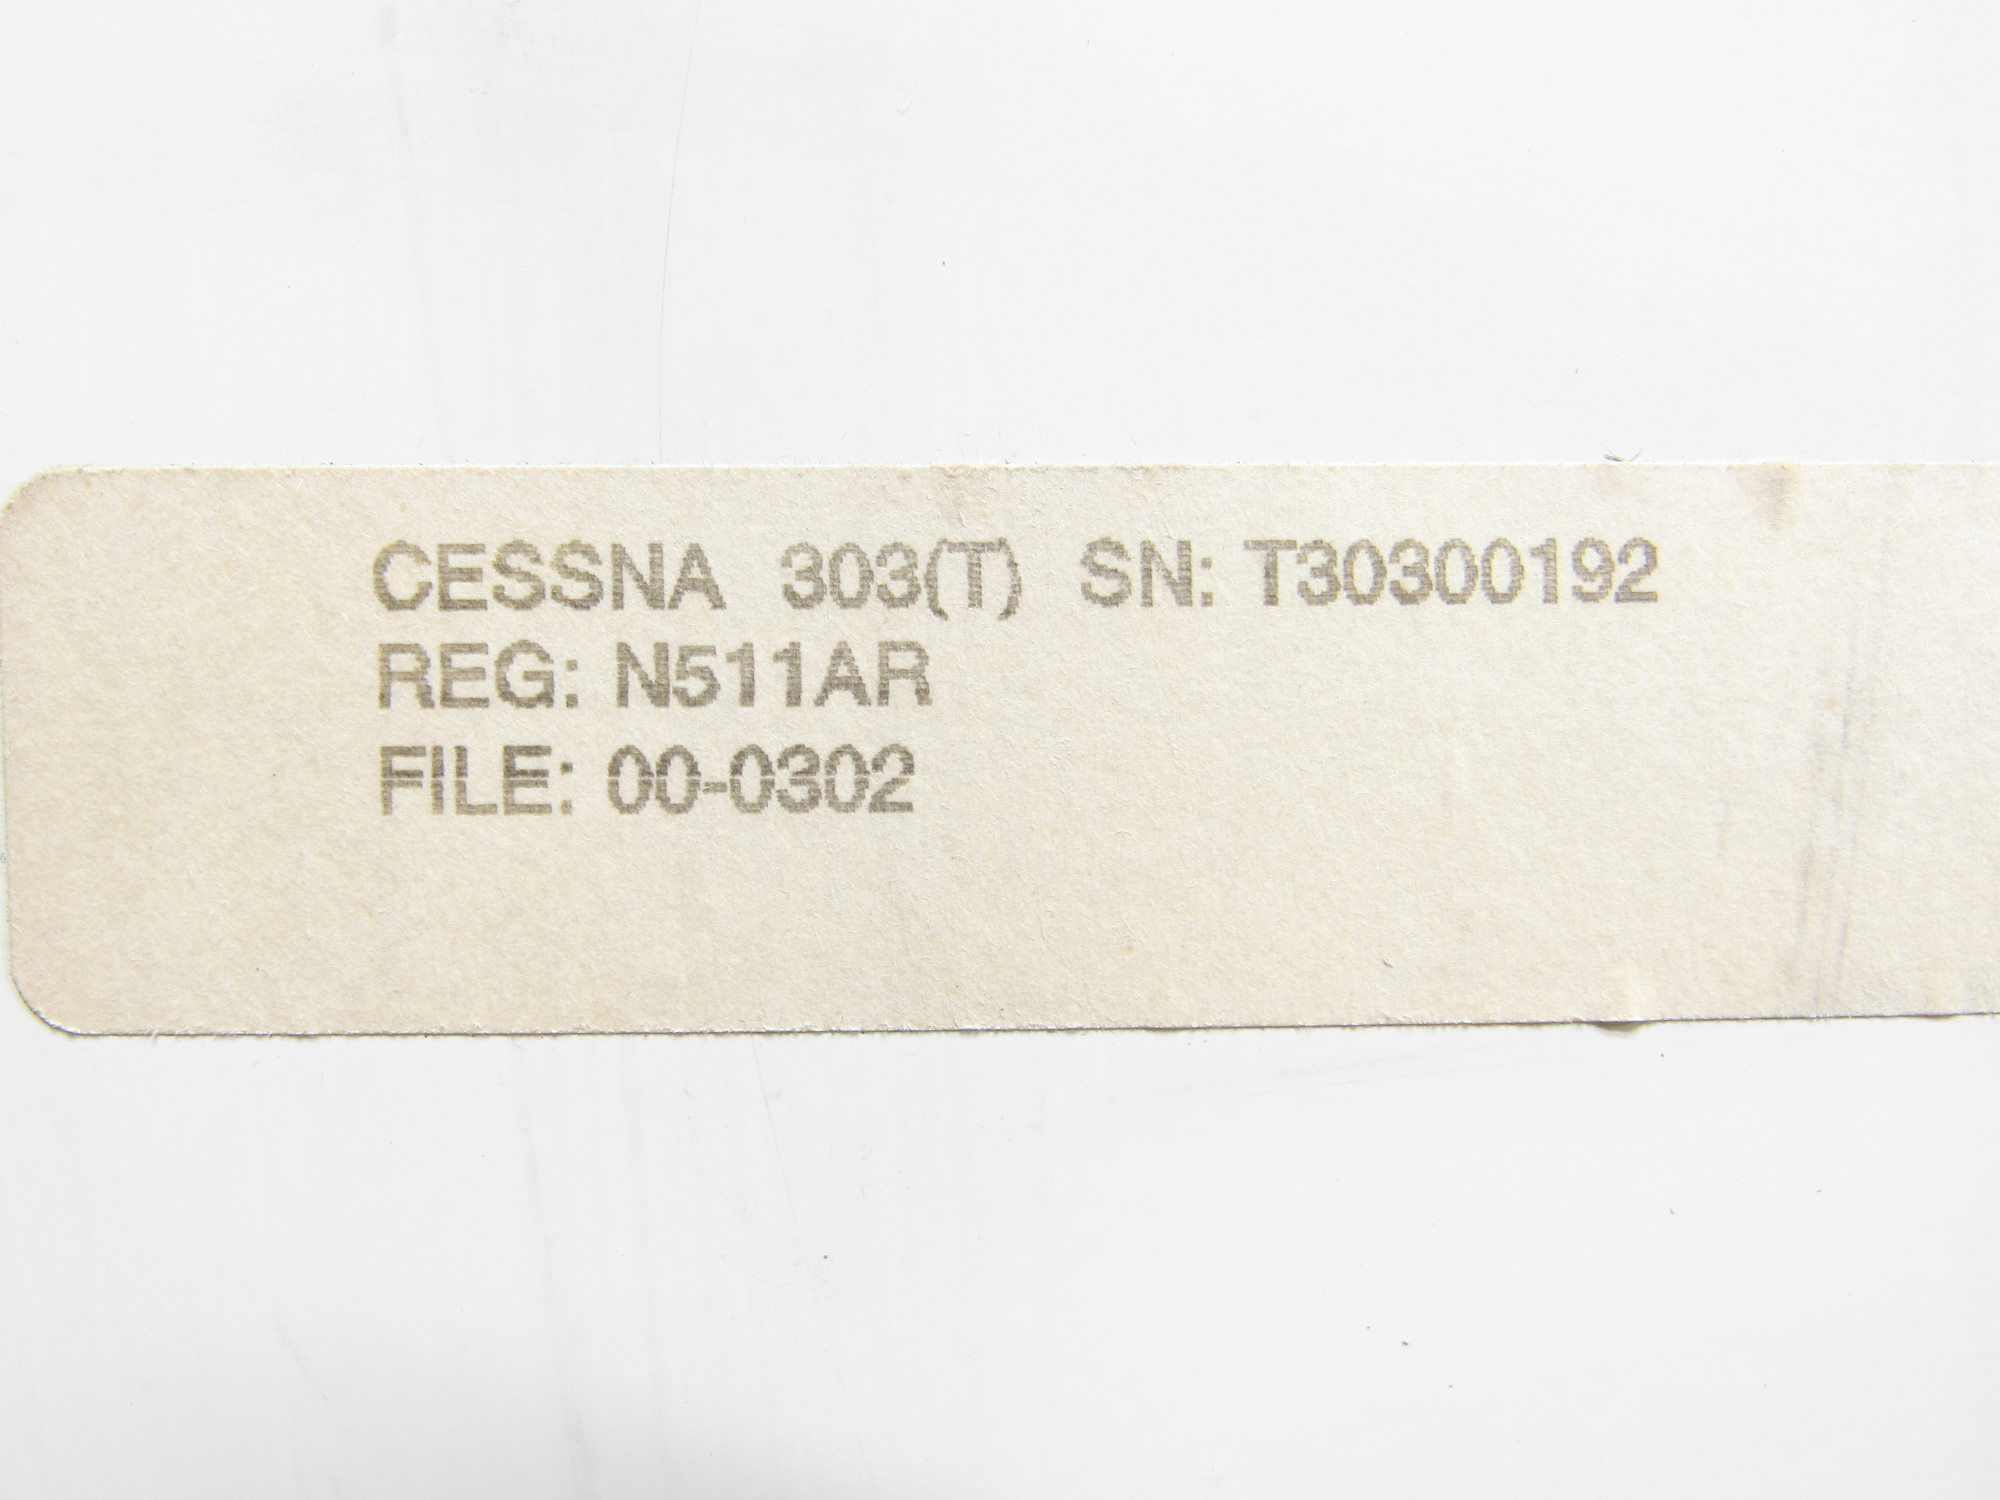 CESSNA 303(T) SN: T30300192
REG: N511AR
FILE: 00-0302